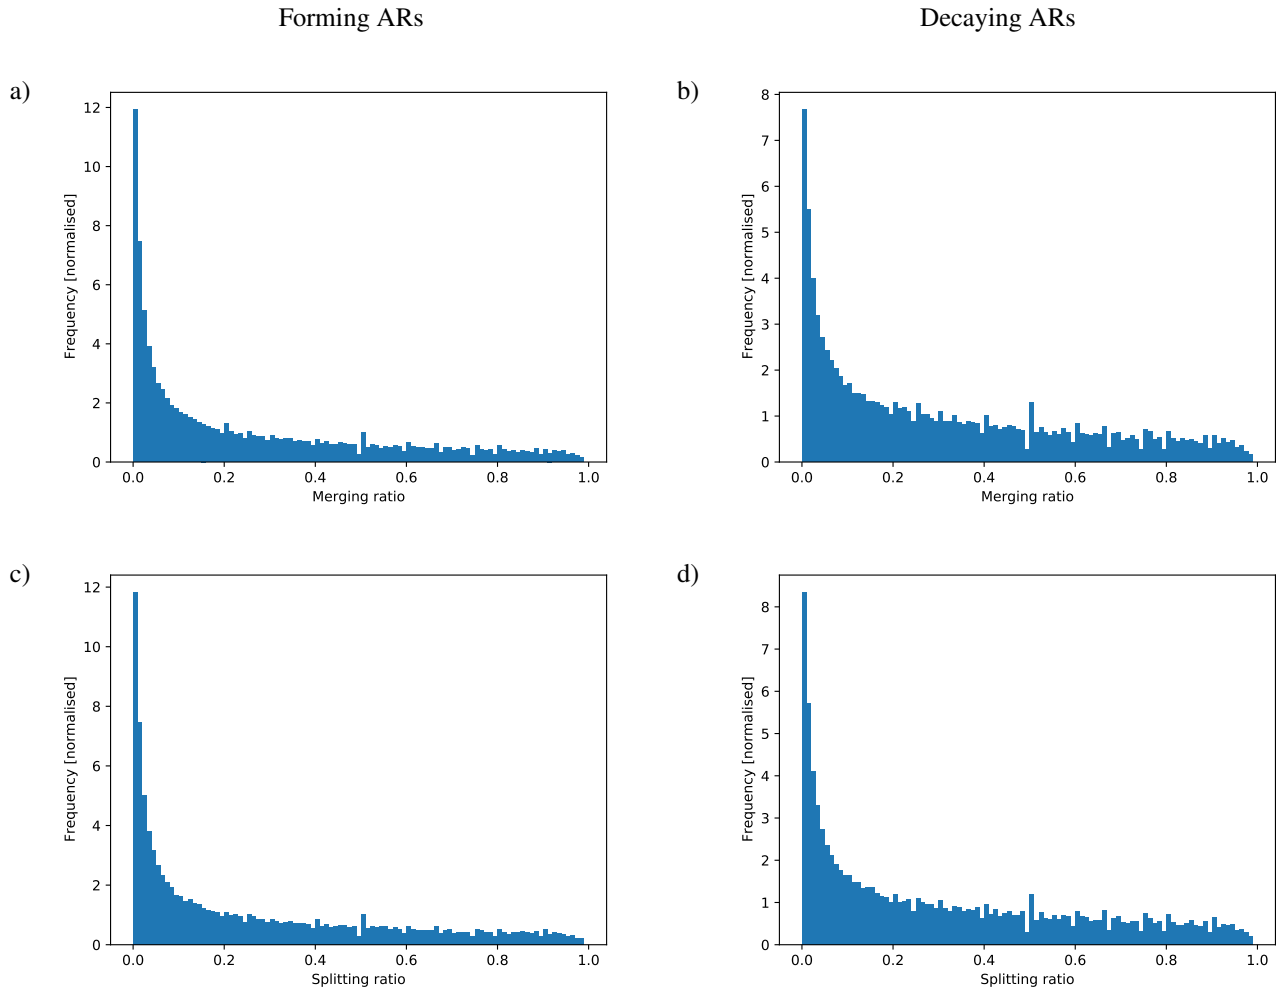 Forming ARs
Decaying ARs
a)
12
10
8
6
4
2
0
Frequency [normalised]
0.0 0.2 0.4 0.6 0.8 1.0
Merging ratio
b)
8
7
6
5
4
3
2
1
0
Frequency [normalised]
0.0 0.2 0.4 0.6 0.8 1.0
Merging ratio
c)
12
10
8
6
4
2
0
Frequency [normalised]
0.0 0.2 0.4 0.6 0.8 1.0
Splitting ratio
d)
8
7
6
5
4
3
2
1
0
Frequency [normalised]
0.0 0.2 0.4 0.6 0.8 1.0
Splitting ratio